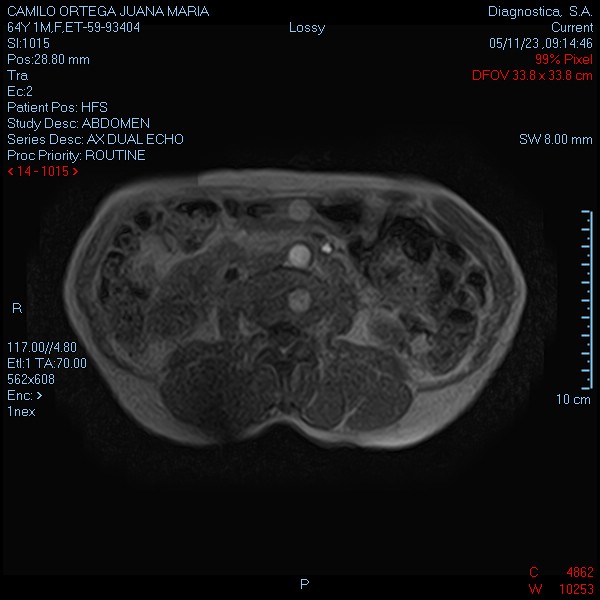 CAMILO ORTEGA JUANA MARIA
64Y 1M,F,ET-59-93404
SI:1015
Pos:28.80 mm
Tra
Ec:2
Patient Pos: HFS
Study Desc: ABDOMEN
Series Desc: AX DUAL ECHO
Proc Priority: ROUTINE
< 14 - 1015 >
Lossy
Diagnostica, S.A.
Current
05/11/23 ,09:14:46
99% Pixel
DFOV 33.8 x 33.8 cm
SW 8.00 mm
R
117.00//4.80
Etl:1 TA:70.00
562x608
Enc: >
1nex
10 cm
P
C 4862
W 10253